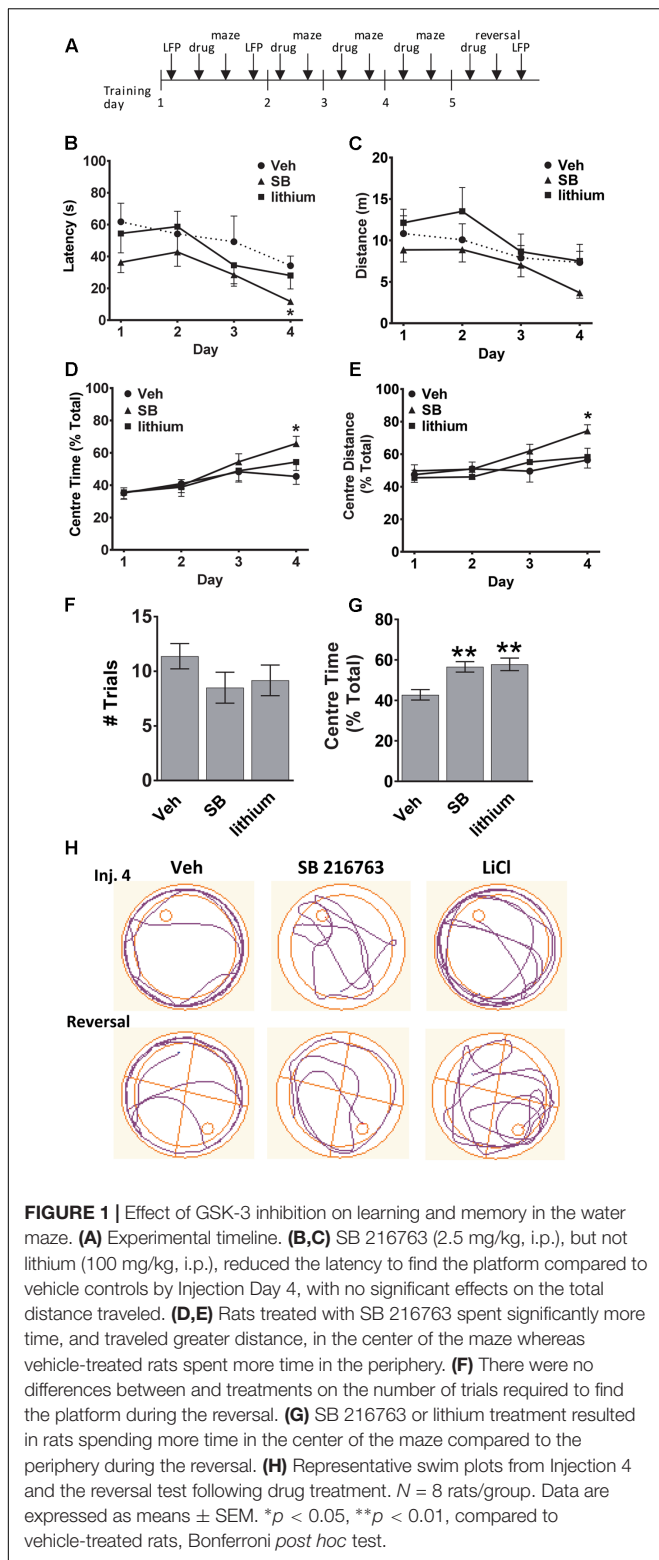 A
maze maze maze maze reversal
LFP drug LFP drug drug drug drug LFP
Training day 1 2 3 4 5
B
Veh
SB
lithium
Latency (s)
100
80
60
40
20
0
*
1 2 3 4
Day
C
Veh
SB
lithium
Distance (m)
20
15
10
5
0
1 2 3 4
Day
D
Veh
SB
lithium
Centre Time (% Total)
100
80
60
40
20
0
*
1 2 3 4
Day
E
Veh
SB
lithium
Centre Distance
(% Total)
100
80
60
40
20
0
*
1 2 3 4
Day
F
# Trials
15
10
5
0
Veh SB lithium
G
Centre Time
(% Total)
80
60
40
20
0
** **
Veh SB lithium
H
Veh SB 216763 LiCl
Inj. 4
Reversal
FIGURE 1 | Effect of GSK-3 inhibition on learning and memory in the water
maze. (A) Experimental timeline. (B,C) SB 216763 (2.5 mg/kg, i.p.), but not
lithium (100 mg/kg, i.p.), reduced the latency to find the platform compared to
vehicle controls by Injection Day 4, with no significant effects on the total
distance traveled. (D,E) Rats treated with SB 216763 spent significantly more
time, and traveled greater distance, in the center of the maze whereas
vehicle-treated rats spent more time in the periphery. (F) There were no
differences between and treatments on the number of trials required to find
the platform during the reversal. (G) SB 216763 or lithium treatment resulted
in rats spending more time in the center of the maze compared to the
periphery during the reversal. (H) Representative swim plots from Injection 4
and the reversal test following drug treatment. N = 8 rats/group. Data are
expressed as means ± SEM. *p < 0.05, **p < 0.01, compared to
vehicle-treated rats, Bonferroni post hoc test.